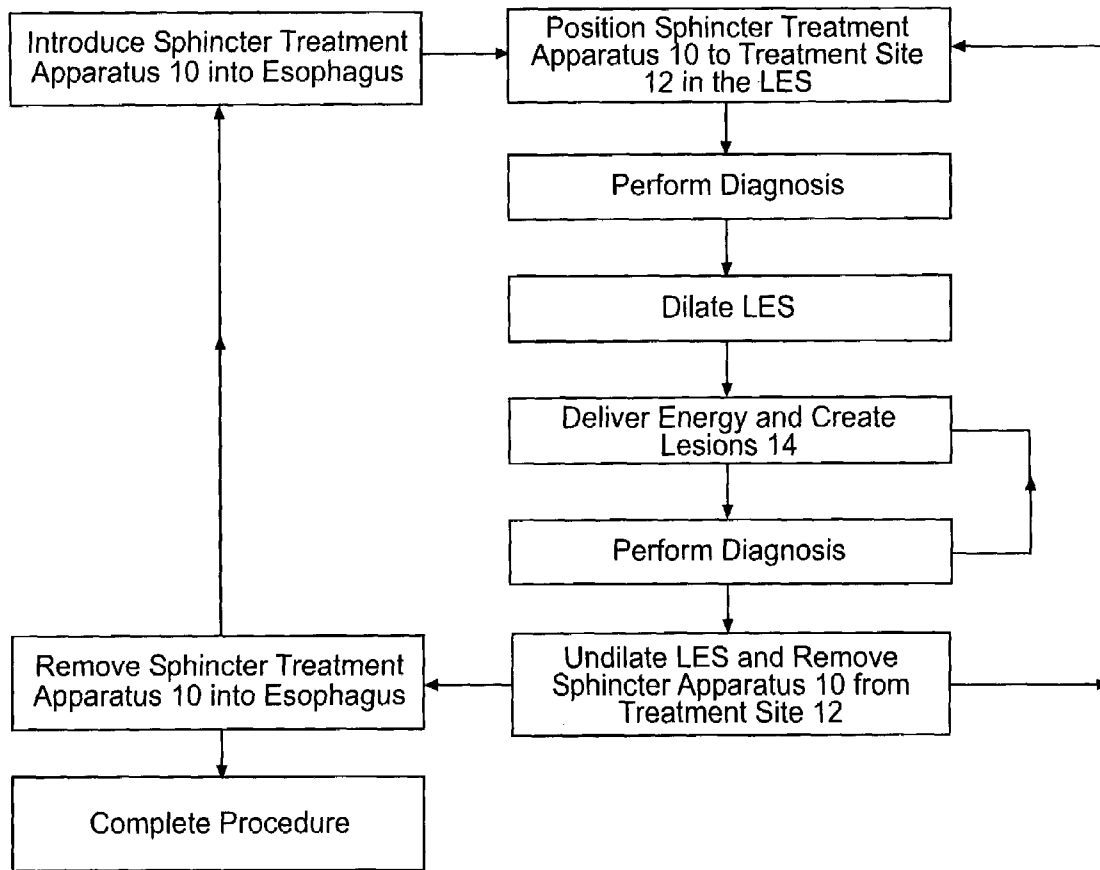 Introduce Sphincter Treatment
Apparatus 10 into Esophagus
Position Sphincter Treatment
Apparatus 10 to Treatment Site
12 in the LES
Perform Diagnosis
Dilate LES
Deliver Energy and Create
Lesions 14
Perform Diagnosis
Undilate LES and Remove
Sphincter Apparatus 10 from
Treatment Site 12
Remove Sphincter Treatment
Apparatus 10 into Esophagus
Complete Procedure